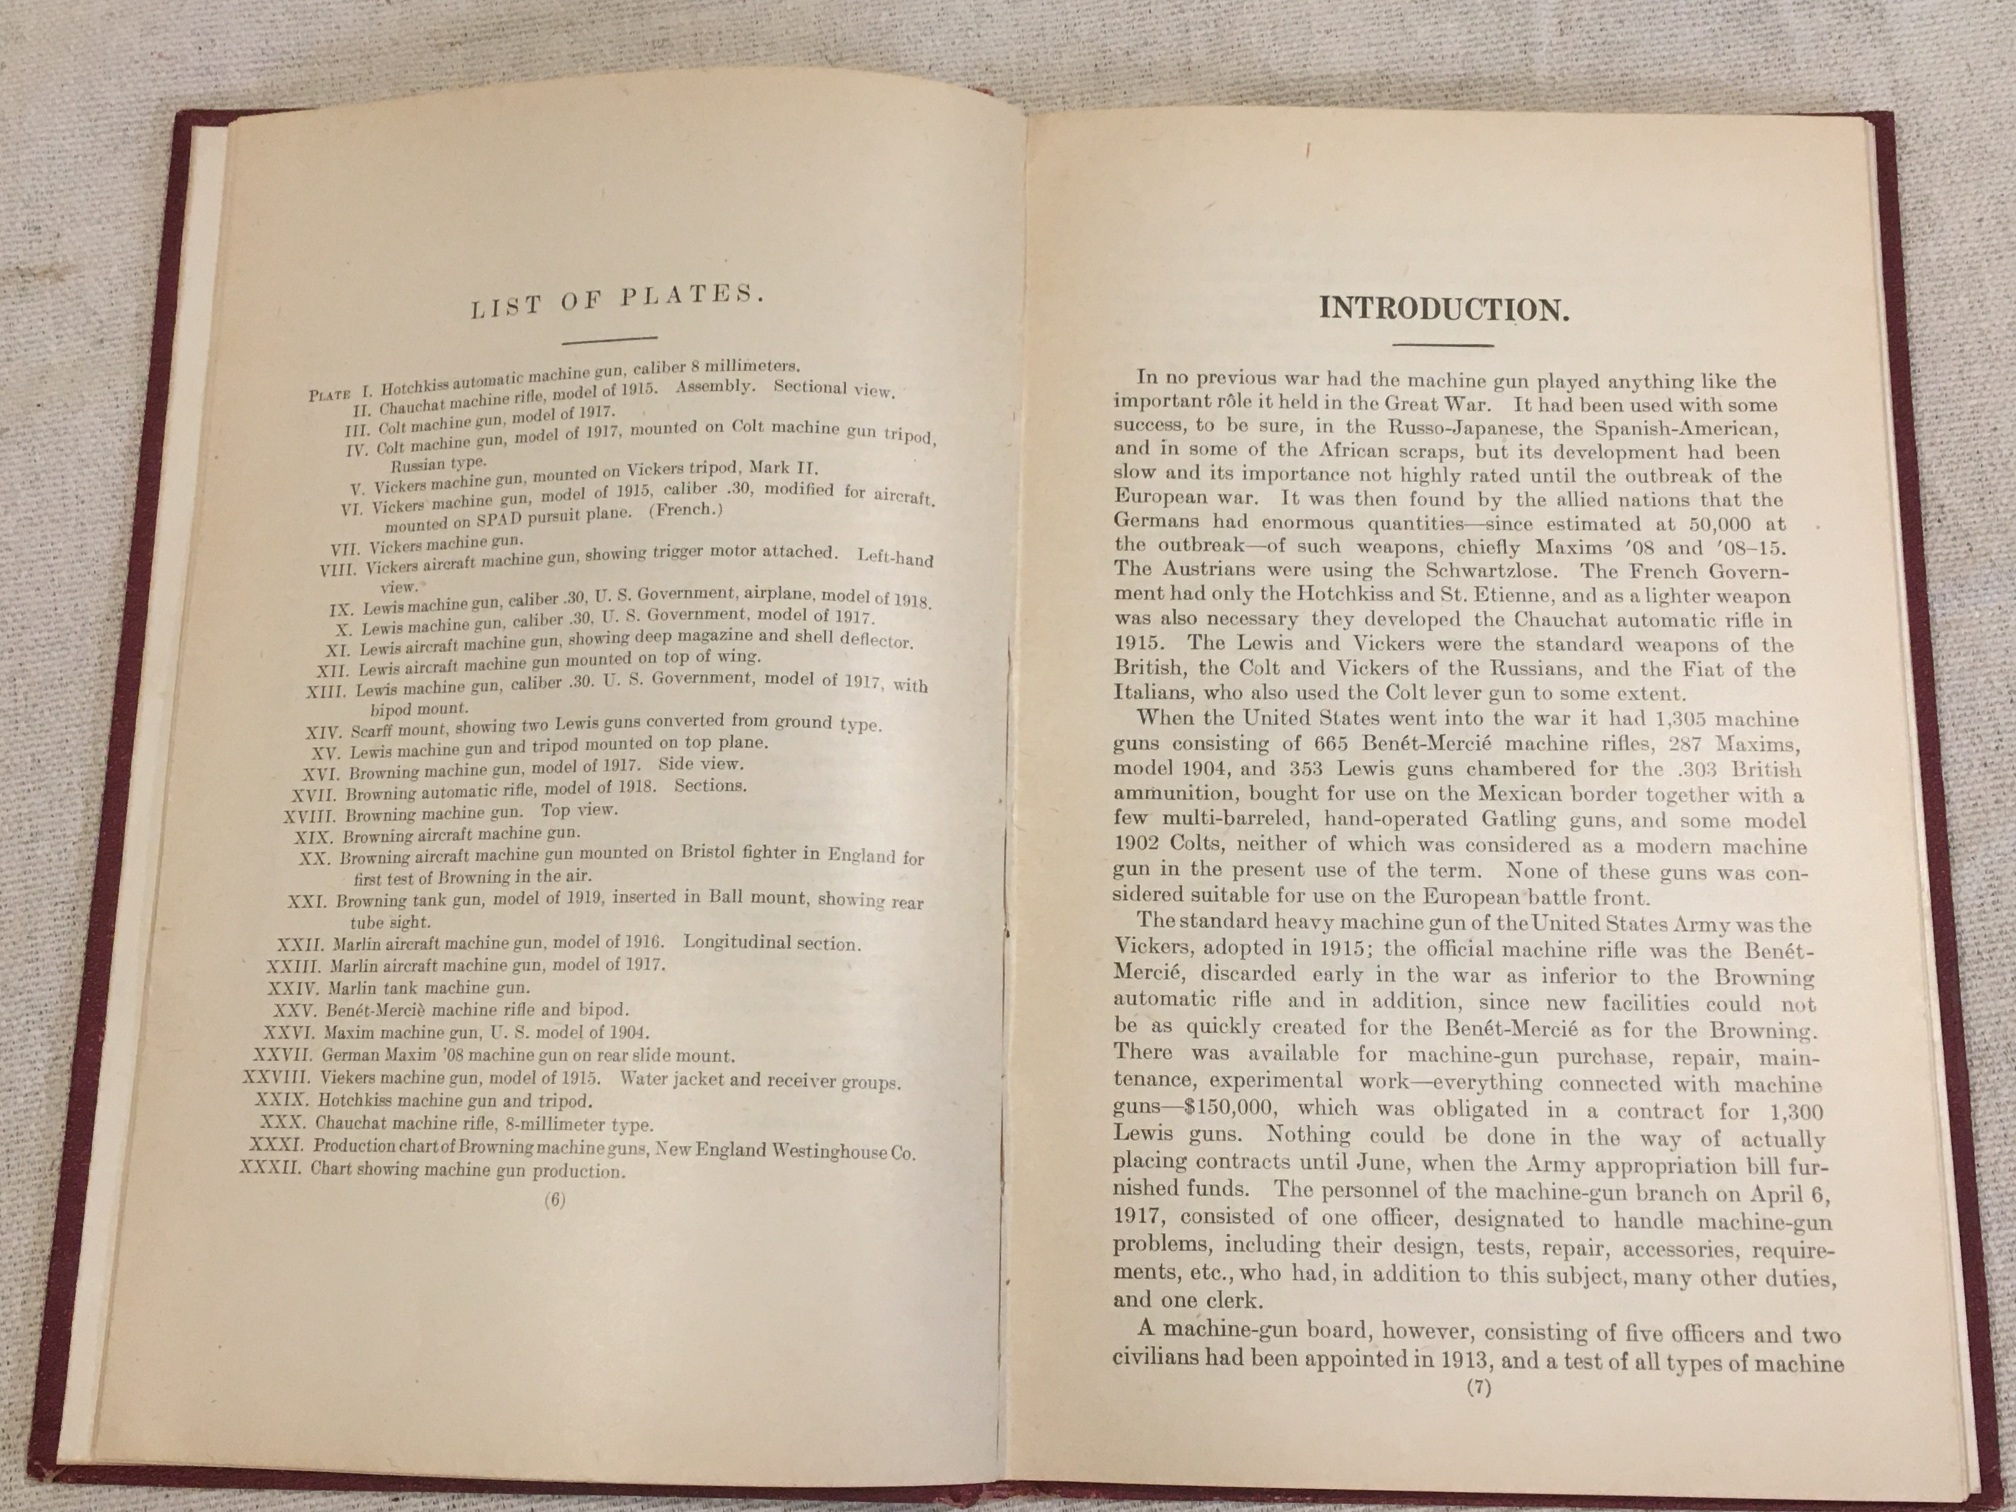 LIST OF PLATES.
PLATE I. Hotchkiss automatic machine gun, caliber 8 millimeters.
II. Chauchat machine rifle, model of 1915. Assembly. Sectional view.
III. Colt machine gun, model of 1917.
IV. Colt machine gun, model of 1917, mounted on Colt machine gun tripod,
Russian type.
V. Vickers machine gun, mounted on Vickers tripod, Mark II.
VI. Vickers machine gun, model of 1915, caliber .30, modified for aircraft.
mounted on SPAD pursuit plane. (French.)
VII. Vickers machine gun.
VIII. Vickers aircraft machine gun, showing trigger motor attached. Left-hand
view.
IX. Lewis machine gun, caliber .30, U. S. Government, airplane, model of 1918.
X. Lewis machine gun, caliber .30, U. S. Government, model of 1917.
XI. Lewis aircraft machine gun, showing deep magazine and shell deflector.
XII. Lewis aircraft machine gun mounted on top of wing.
XIII. Lewis machine gun, caliber .30. U. S. Government, model of 1917, with
bipod mount.
XIV. Scarff mount, showing two Lewis guns converted from ground type.
XV. Lewis machine gun and tripod mounted on top plane.
XVI. Browning machine gun, model of 1917. Side view.
XVII. Browning automatic rifle, model of 1918. Sections.
XVIII. Browning machine gun. Top view.
XIX. Browning aircraft machine gun.
XX. Browning aircraft machine gun mounted on Bristol fighter in England for
first test of Browning in the air.
XXI. Browning tank gun, model of 1919, inserted in Ball mount, showing rear
tube sight.
XXII. Marlin aircraft machine gun, model of 1916. Longitudinal section.
XXIII. Marlin aircraft machine gun, model of 1917.
XXIV. Marlin tank machine gun.
XXV. Benét-Merciè machine rifle and bipod.
XXVI. Maxim machine gun, U. S. model of 1904.
XXVII. German Maxim '08 machine gun on rear slide mount.
XXVIII. Viekers machine gun, model of 1915. Water jacket and receiver groups.
XXIX. Hotchkiss machine gun and tripod.
XXX. Chauchat machine rifle, 8-millimeter type.
XXXI. Production chart of Browning machine guns, New England Westinghouse Co.
XXXII. Chart showing machine gun production.
(6)
INTRODUCTION.
In no previous war had the machine gun played anything like the
important rôle it held in the Great War. It had been used with some
success, to be sure, in the Russo-Japanese, the Spanish-American,
and in some of the African scraps, but its development had been
slow and its importance not highly rated until the outbreak of the
European war. It was then found by the allied nations that the
Germans had enormous quantities—since estimated at 50,000 at
the outbreak—of such weapons, chiefly Maxims '08 and '08–15.
The Austrians were using the Schwartzlose. The French Govern-
ment had only the Hotchkiss and St. Etienne, and as a lighter weapon
was also necessary they developed the Chauchat automatic rifle in
1915. The Lewis and Vickers were the standard weapons of the
British, the Colt and Vickers of the Russians, and the Fiat of the
Italians, who also used the Colt lever gun to some extent.
When the United States went into the war it had 1,305 machine
guns consisting of 665 Benét-Mercié machine rifles, 287 Maxims,
model 1904, and 353 Lewis guns chambered for the .303 British
ammunition, bought for use on the Mexican border together with a
few multi-barreled, hand-operated Gatling guns, and some model
1902 Colts, neither of which was considered as a modern machine
gun in the present use of the term. None of these guns was con-
sidered suitable for use on the European battle front.
The standard heavy machine gun of the United States Army was the
Vickers, adopted in 1915; the official machine rifle was the Benét-
Mercié, discarded early in the war as inferior to the Browning
automatic rifle and in addition, since new facilities could not
be as quickly created for the Benét-Mercié as for the Browning.
There was available for machine-gun purchase, repair, main-
tenance, experimental work—everything connected with machine
guns—$150,000, which was obligated in a contract for 1,300
Lewis guns. Nothing could be done in the way of actually
placing contracts until June, when the Army appropriation bill fur-
nished funds. The personnel of the machine-gun branch on April 6,
1917, consisted of one officer, designated to handle machine-gun
problems, including their design, tests, repair, accessories, require-
ments, etc., who had, in addition to this subject, many other duties,
and one clerk.
A machine-gun board, however, consisting of five officers and two
civilians had been appointed in 1913, and a test of all types of machine
(7)